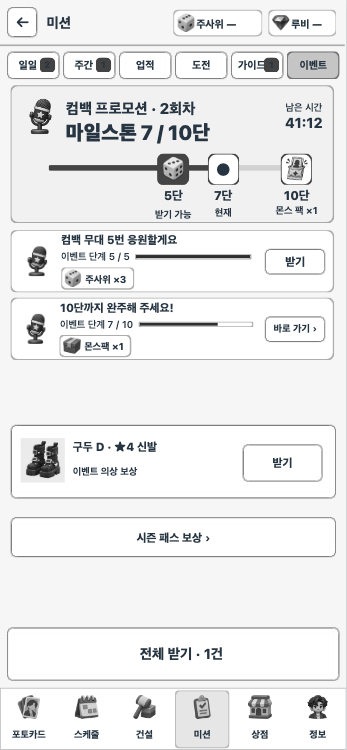 미션
주사위 —
루비 —
일일 2
주간 1
업적
도전
가이드 1
이벤트
컴백 프로모션 · 2회차
마일스톤 7 / 10단
남은 시간
41:12
5단
받기 가능
7단
현재
10단
몬스 팩 ×1
컴백 무대 5번 응원할게요
이벤트 단계 5 / 5
주사위 ×3
받기
10단까지 완주해 주세요!
이벤트 단계 7 / 10
몬스팩 ×1
바로 가기 ›
구두 D · ★4 신발
이벤트 의상 보상
받기
시즌 패스 보상 ›
전체 받기 · 1건
포토카드
스케줄
건설
미션
상점
정보